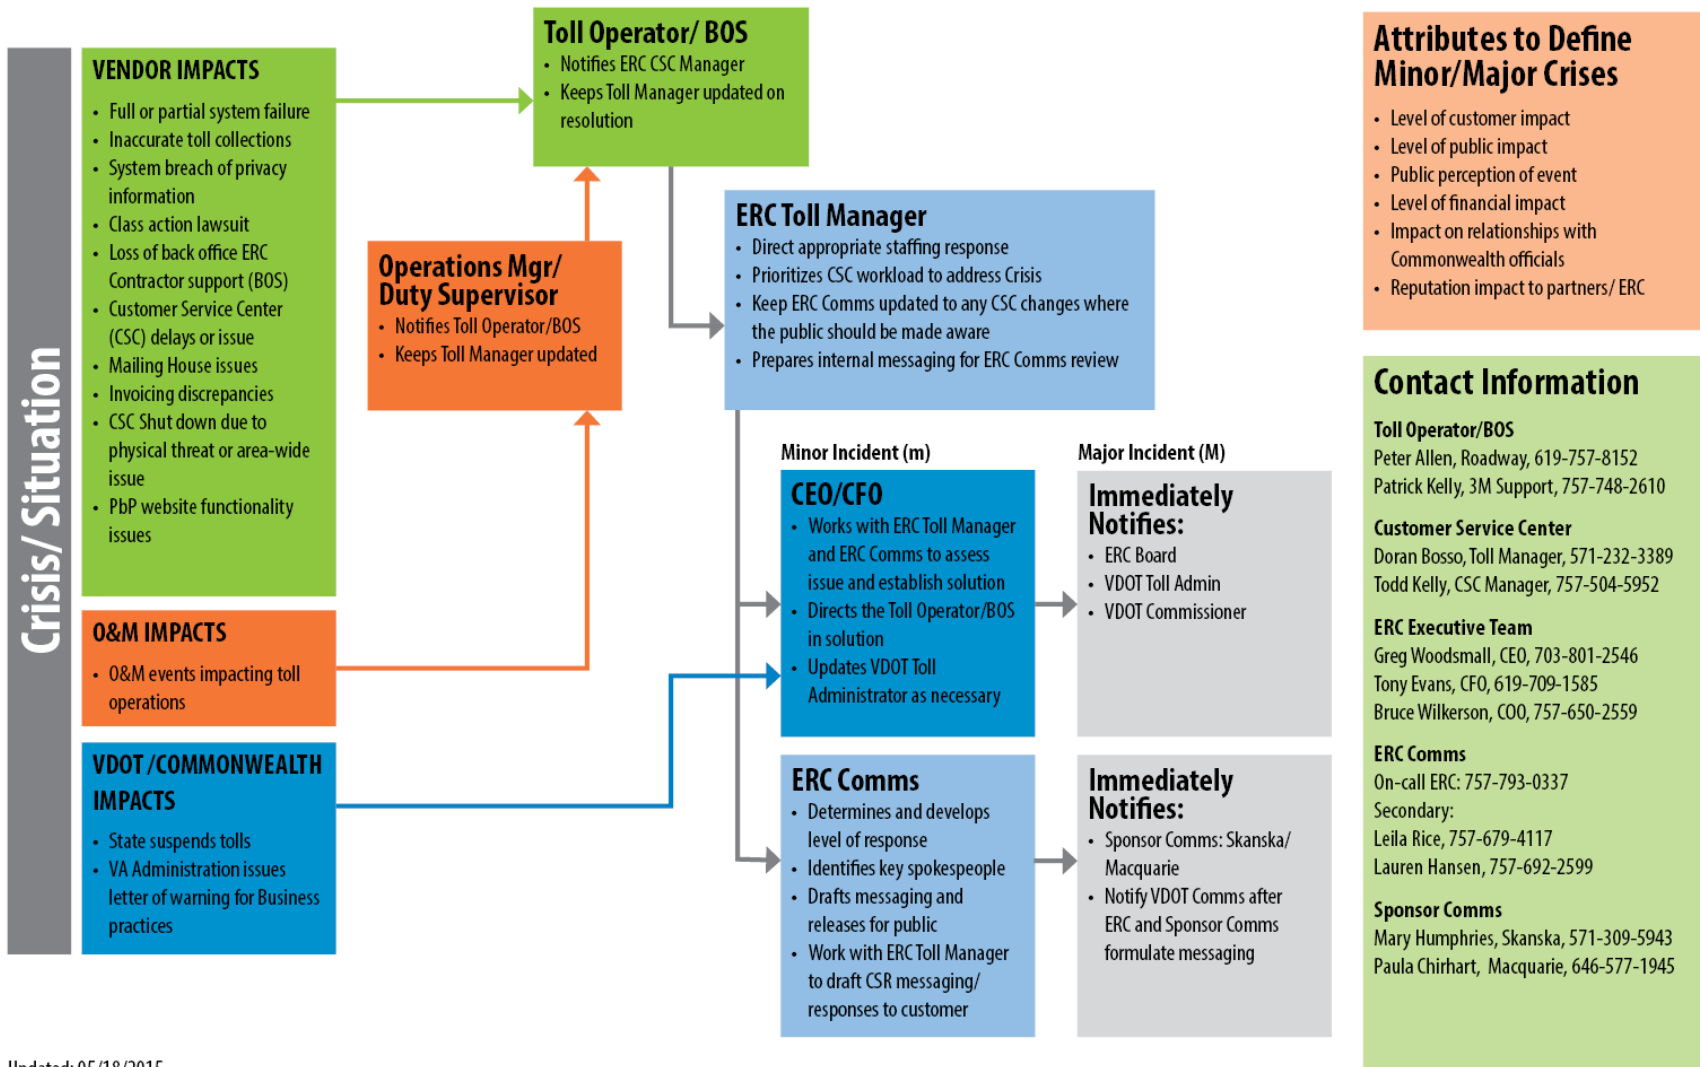 Crisis/ Situation
VENDOR IMPACTS
• Full or partial system failure
• Inaccurate toll collections
• System breach of privacy
information
• Class action lawsuit
• Loss of back office ERC
Contractor support (BOS)
• Customer Service Center
(CSC) delays or issue
• Mailing House issues
• Invoicing discrepancies
• CSC Shut down due to
physical threat or area-wide
issue
• PbP website functionality
issues
O&M IMPACTS
• O&M events impacting toll
operations
VDOT /COMMONWEALTH
IMPACTS
• State suspends tolls
• VA Administration issues
letter of warning for Business
practices
Operations Mgr/
Duty Supervisor
• Notifies Toll Operator/BOS
• Keeps Toll Manager updated
Toll Operator/ BOS
• Notifies ERC CSC Manager
• Keeps Toll Manager updated on
resolution
ERC Toll Manager
• Direct appropriate staffing response
• Prioritizes CSC workload to address Crisis
• Keep ERC Comms updated to any CSC changes where
the public should be made aware
• Prepares internal messaging for ERC Comms review
Minor Incident (m)
CEO/CFO
• Works with ERC Toll Manager
and ERC Comms to assess
issue and establish solution
• Directs the Toll Operator/BOS
in solution
• Updates VDOT Toll
Administrator as necessary
Major Incident (M)
Immediately
Notifies:
• ERC Board
• VDOT Toll Admin
• VDOT Commissioner
ERC Comms
• Determines and develops
level of response
• Identifies key spokespeople
• Drafts messaging and
releases for public
• Work with ERC Toll Manager
to draft CSR messaging/
responses to customer
Immediately
Notifies:
• Sponsor Comms: Skanska/
Macquarie
• Notify VDOT Comms after
ERC and Sponsor Comms
formulate messaging
Attributes to Define
Minor/Major Crises
• Level of customer impact
• Level of public impact
• Public perception of event
• Level of financial impact
• Impact on relationships with
Commonwealth officials
• Reputation impact to partners/ ERC
Contact Information
Toll Operator/BOS
Peter Allen, Roadway, 619-757-8152
Patrick Kelly, 3M Support, 757-748-2610
Customer Service Center
Doran Bosso, Toll Manager, 571-232-3389
Todd Kelly, CSC Manager, 757-504-5952
ERC Executive Team
Greg Woodsmall, CEO, 703-801-2546
Tony Evans, CFO, 619-709-1585
Bruce Wilkerson, COO, 757-650-2559
ERC Comms
On-call ERC: 757-793-0337
Secondary:
Leila Rice, 757-679-4117
Lauren Hansen, 757-692-2599
Sponsor Comms
Mary Humphries, Skanska, 571-309-5943
Paula Chirhart, Macquarie, 646-577-1945
Updated: 05/18/2015